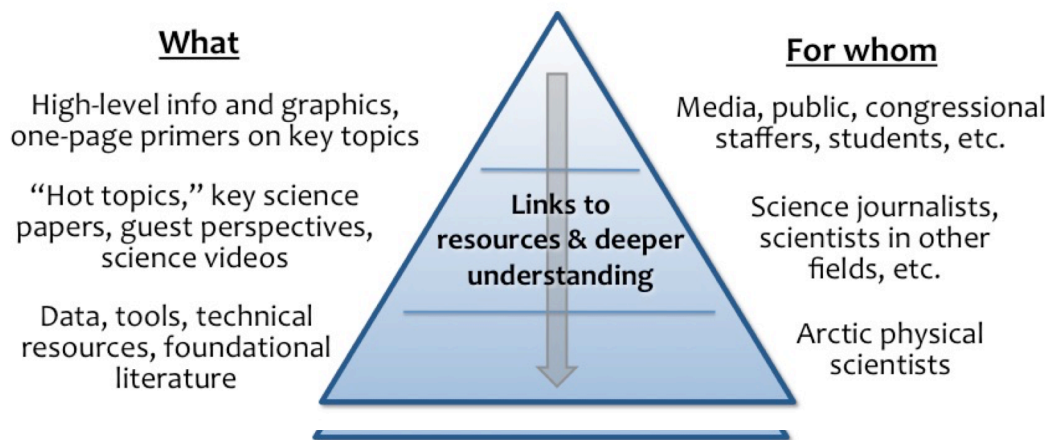 What
High-level info and graphics,
one-page primers on key topics
“Hot topics,” key science
papers, guest perspectives,
science videos
Data, tools, technical
resources, foundational
literature
Links to
resources & deeper
understanding
For whom
Media, public, congressional
staffers, students, etc.
Science journalists,
scientists in other
fields, etc.
Arctic physical
scientists